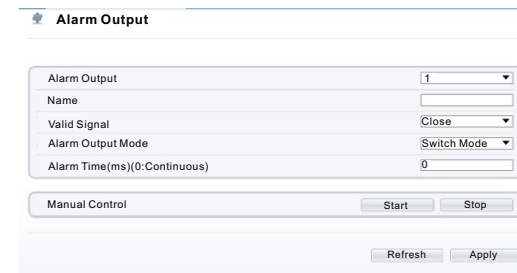 Alarm Output
Alarm Output 1
Name
Valid Signal Close
Alarm Output Mode Switch Mode
Alarm Time(ms)(0:Continuous) 0
Manual Control Start Stop
Refresh Apply